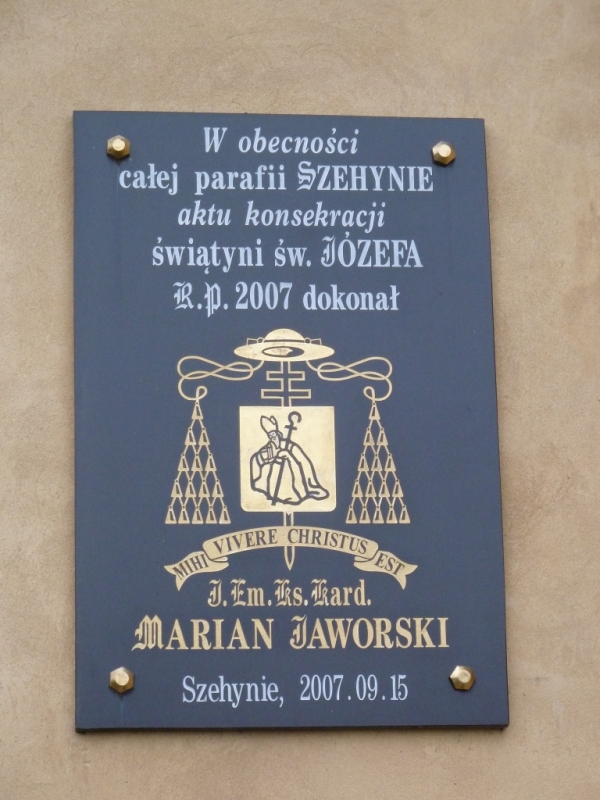 W obecności
całej parafii SZEHYNIE
aktu konsekracji
świątyni św. JÓZEFA
R.P. 2007 dokonał
MIHI VIVERE CHRISTUS EST
J.Em.Ks.Kard.
MARIAN JAWORSKI
Szehynie, 2007.09.15